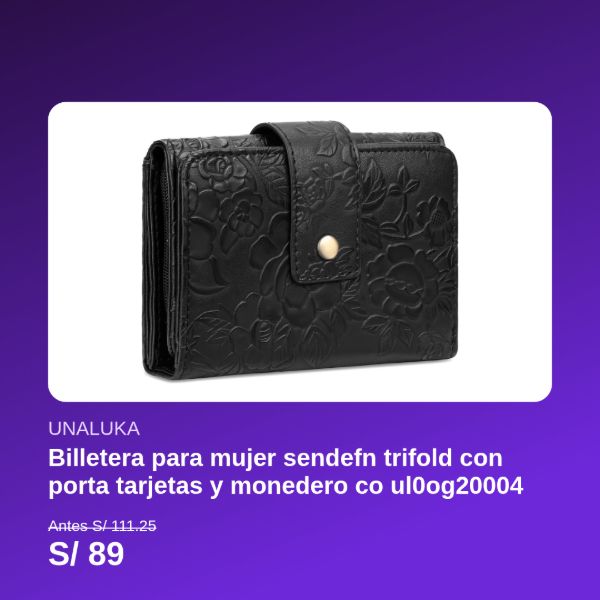 UNALUKA
Billetera para mujer sendefn trifold con
porta tarjetas y monedero co ul0og20004
Antes S/ 111.25
S/ 89